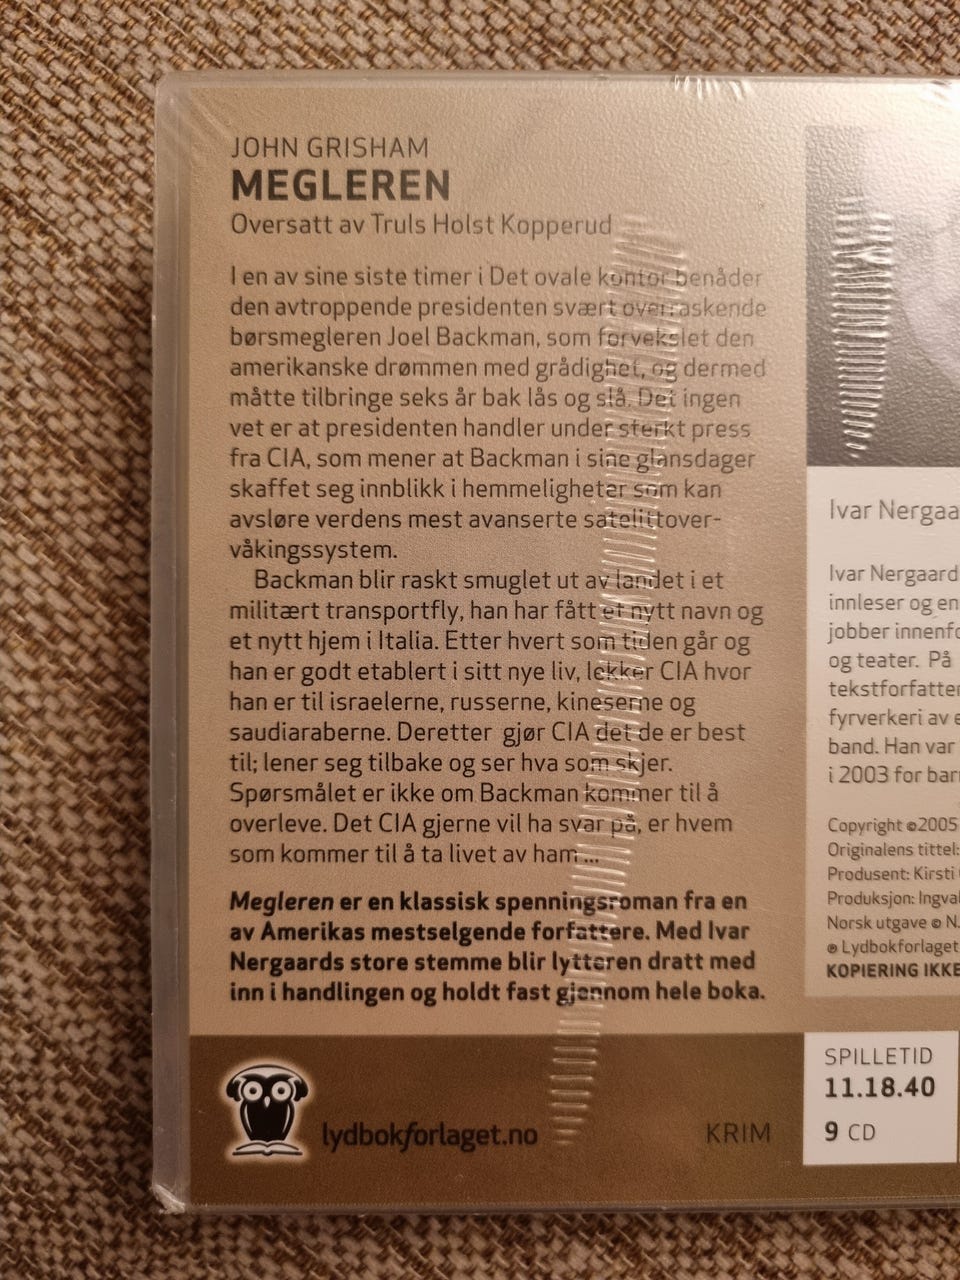 JOHN GRISHAM
MEGLEREN
Oversatt av Truls Holst Kopperud
I en av sine siste timer i Det ovale kontor benåder
den avtroppende presidenten svært overraskende
børsmegleren Joel Backman, som forvekslet den
amerikanske drømmen med grådighet, og dermed
måtte tilbringe seks år bak lås og slå. Det ingen
vet er at presidenten handler under sterkt press
fra CIA, som mener at Backman i sine glansdager
skaffet seg innblikk i hemmeligheter som kan
avsløre verdens mest avanserte satelittover-
våkingssystem.
Backman blir raskt smuglet ut av landet i et
militært transportfly, han har fått et nytt navn og
et nytt hjem i Italia. Etter hvert som tiden går og
han er godt etablert i sitt nye liv, lekker CIA hvor
han er til israelerne, russerne, kineserne og
saudiaraberne. Deretter gjør CIA det de er best
til; lener seg tilbake og ser hva som skjer.
Spørsmålet er ikke om Backman kommer til å
overleve. Det CIA gjerne vil ha svar på, er hvem
som kommer til å ta livet av ham ...
Megleren er en klassisk spenningsroman fra en
av Amerikas mestselgende forfattere. Med Ivar
Nergaards store stemme blir lytteren dratt med
inn i handlingen og holdt fast gjennom hele boka.
lydbokforlaget.no
KRIM
Ivar Nergaa
Ivar Nergaard
innleser og en
jobber innenfo
og teater. På
tekstforfatter
fyrverkeri av e
band. Han var
i 2003 for bar
Copyright ©2005
Originalens tittel:
Produsent: Kirsti
Produksjon: Ingval
Norsk utgave © N.
℗ Lydbokforlaget
KOPIERING IKKE
SPILLETID
11.18.40
9 CD